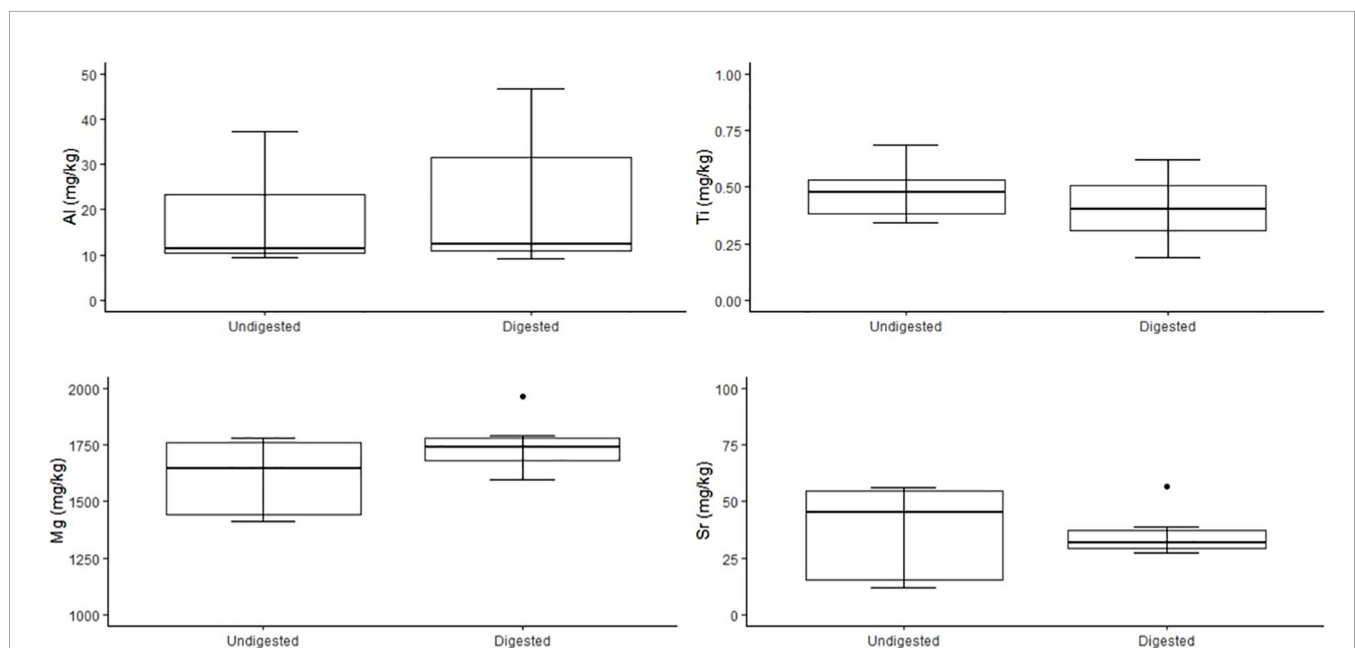 Al (mg/kg)
50
40
30
20
10
0
Undigested Digested
Ti (mg/kg)
1.00
0.75
0.50
0.25
0.00
Undigested Digested
Mg (mg/kg)
2000
1750
1500
1250
1000
Undigested Digested
Sr (mg/kg)
100
75
50
25
0
Undigested Digested